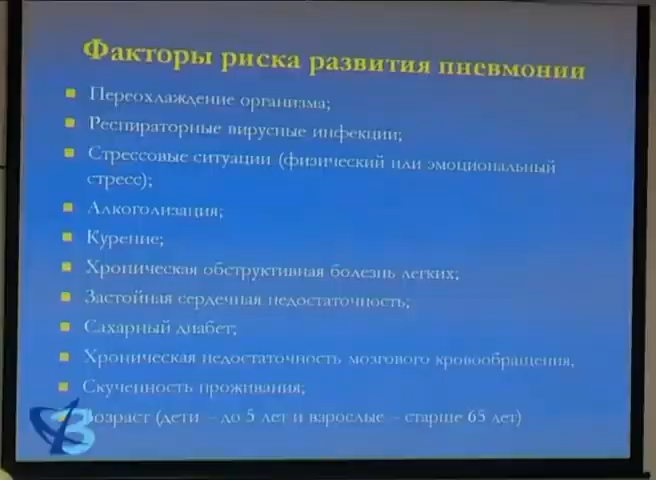 Факторы риска развития пневмонии
Переохлаждение организма;
Респираторные вирусные инфекции;
Стрессовые ситуации (физический или эмоциональный
стресс);
Алкоголизация;
Курение;
Хроническая обструктивная болезнь легких;
Застойная сердечная недостаточность;
Сахарный диабет;
Хроническая недостаточность мозгового кровообращения,
Скученность проживания;
Возраст (дети – до 5 лет и взрослые – старше 65 лет)